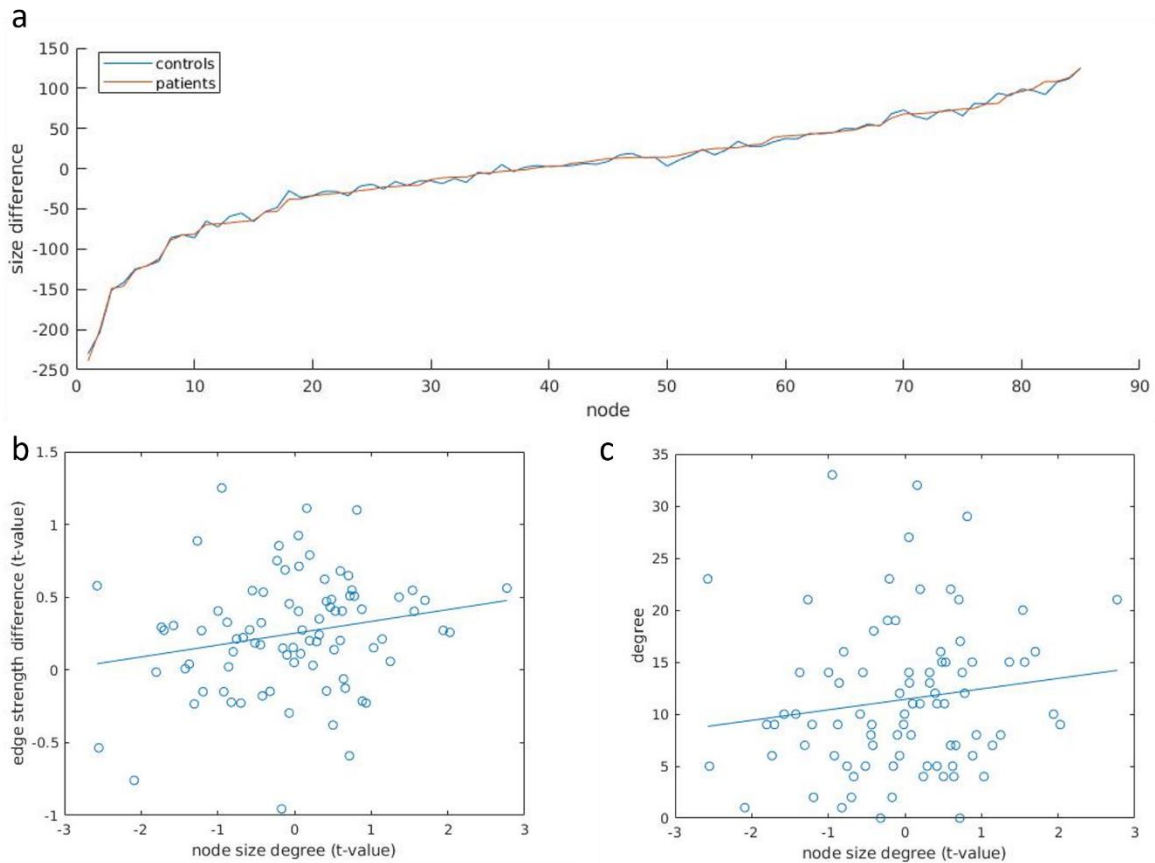 a
150
controls
patients
100
50
0
-50
-100
-150
-200
-250
size difference
0 10 20 30 40 50 60 70 80 90
node
b
1.5
1
0.5
0
-0.5
-1
edge strength difference (t-value)
-3 -2 -1 0 1 2 3
node size degree (t-value)
c
35
30
25
20
15
10
5
0
degree
-3 -2 -1 0 1 2 3
node size degree (t-value)